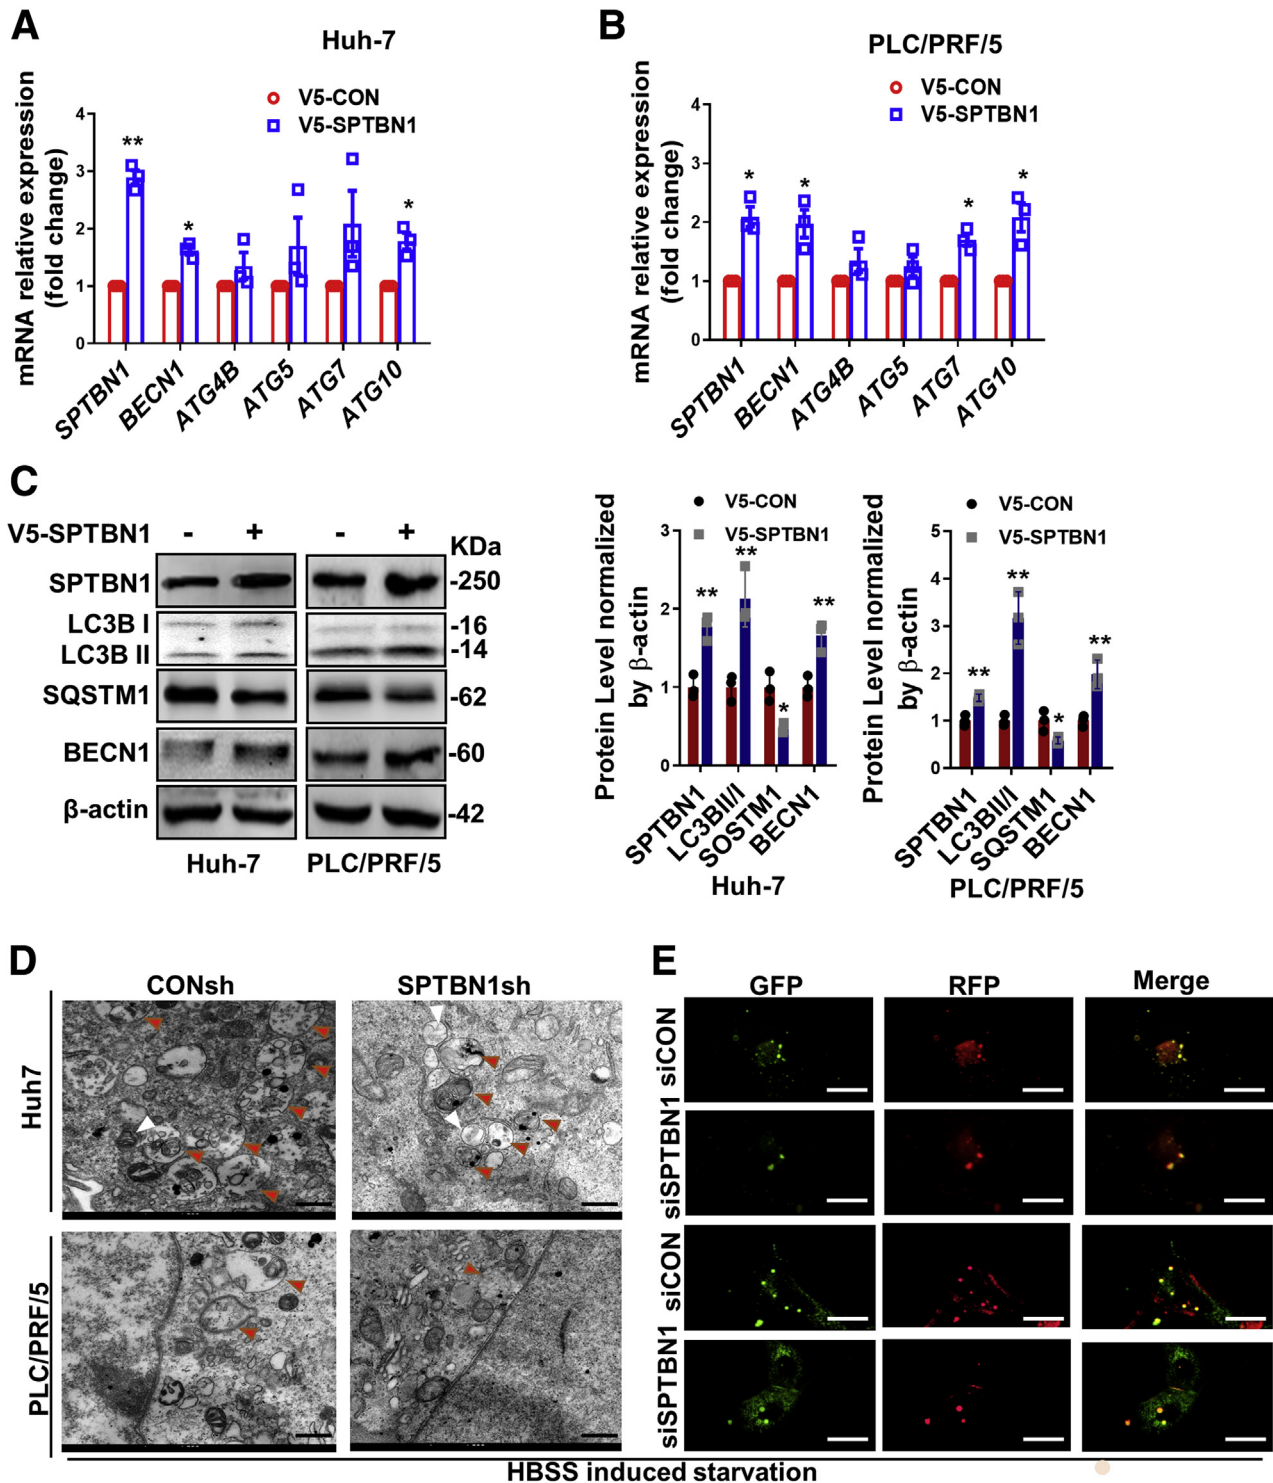 A
Huh-7
mRNA relative expression
(fold change)
V5-CON
V5-SPTBN1
4
3
2
1
0
**
*
*
SPTBN1
BECN1
ATG4B
ATG5
ATG7
ATG10
B
PLC/PRF/5
mRNA relative expression
(fold change)
V5-CON
V5-SPTBN1
4
3
2
1
0
*
*
*
*
SPTBN1
BECN1
ATG4B
ATG5
ATG7
ATG10
C
V5-SPTBN1 - + - +
KDa
SPTBN1 -250
LC3B I -16
LC3B II -14
SQSTM1 -62
BECN1 -60
β-actin -42
Huh-7 PLC/PRF/5
Protein Level normalized
by β-actin
V5-CON
V5-SPTBN1
3
2
1
0
**
**
*
**
SPTBN1
LC3BII/I
SOSTM1
BECN1
Huh-7
Protein Level normalized
by β-actin
V5-CON
V5-SPTBN1
5
4
3
2
1
0
**
**
*
**
SPTBN1
LC3BII/I
SQSTM1
BECN1
PLC/PRF/5
D
CONsh SPTBN1sh
Huh7
PLC/PRF/5
E
GFP RFP Merge
siCON
siSPTBN1
siCON
siSPTBN1
HBSS induced starvation